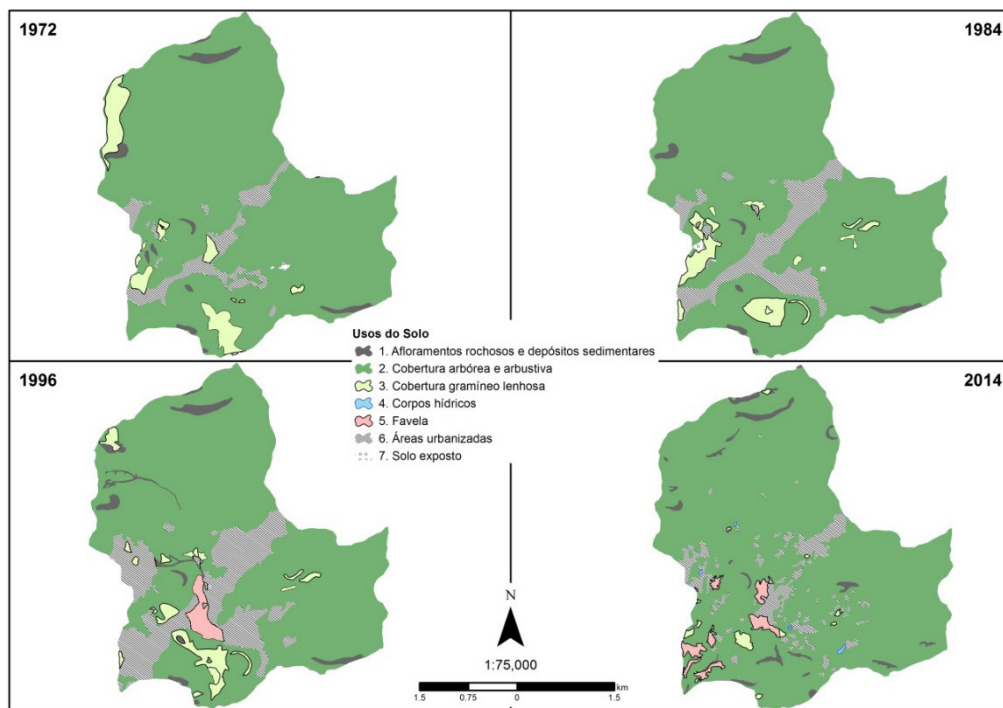 1972
1984
Usos do Solo
1. Afloramentos rochosos e depósitos sedimentares
2. Cobertura arbórea e arbustiva
3. Cobertura gramíneo lenhosa
4. Corpos hídricos
5. Favela
6. Áreas urbanizadas
7. Solo exposto
1996
2014
N
1:75,000
1.5 0.75 0 1.5 km